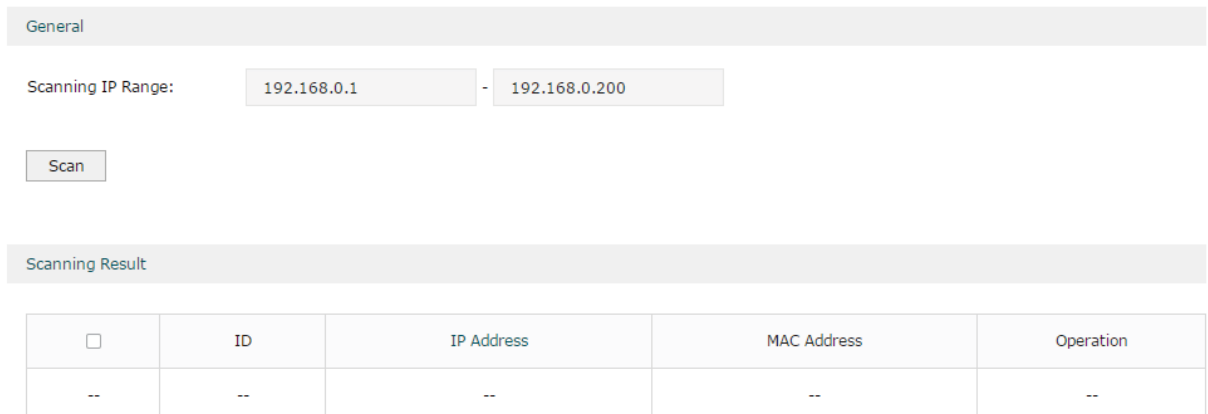 General
Scanning IP Range: 192.168.0.1 - 192.168.0.200
Scan
Scanning Result
ID IP Address MAC Address Operation
-- -- -- -- --